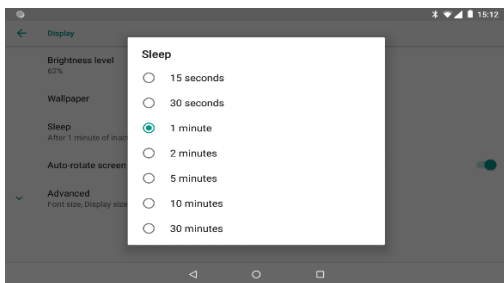 15:12
Display
Brightness level
62%
Wallpaper
Sleep
After 1 minute of inac
Auto-rotate screen
Advanced
Font size, Display size
Sleep
15 seconds
30 seconds
1 minute
2 minutes
5 minutes
10 minutes
30 minutes